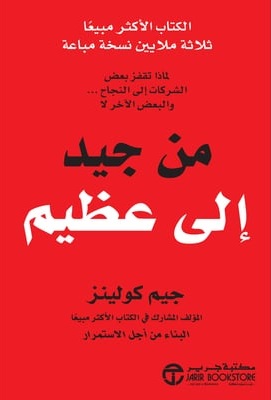 الكتاب الأكثر مبيعًا
ثلاثة ملايين نسخة مباعة
لماذا تقفز بعض
الشركات إلى النجاح ...
والبعض الآخر لا
من جيد
إلى عظيم
جيم كولينز
المؤلف المشارك في الكتاب الأكثر مبيعًا
البناء من أجل الاستمرار
مكتبة جرير
JARIR BOOKSTORE